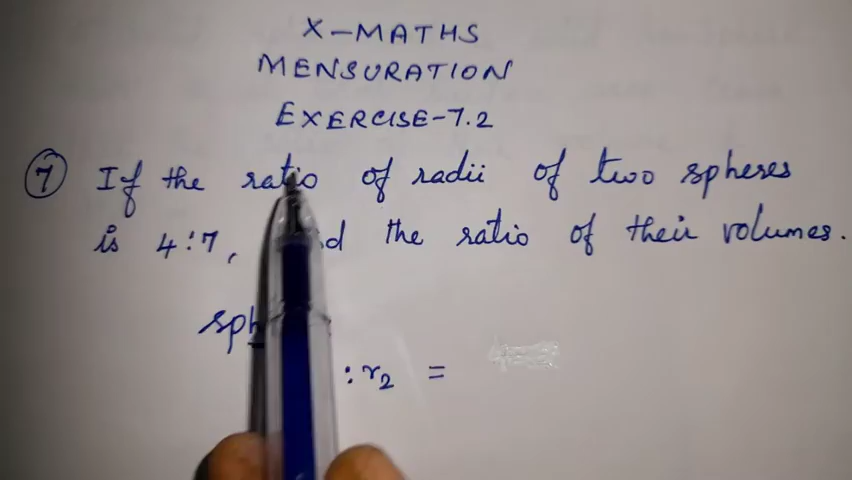 X-MATHS
MENSURATION
EXERCISE-7.2
7 If the ratio of radii of two spheres
is 4:7, the ratio of their volumes.
: r2 =